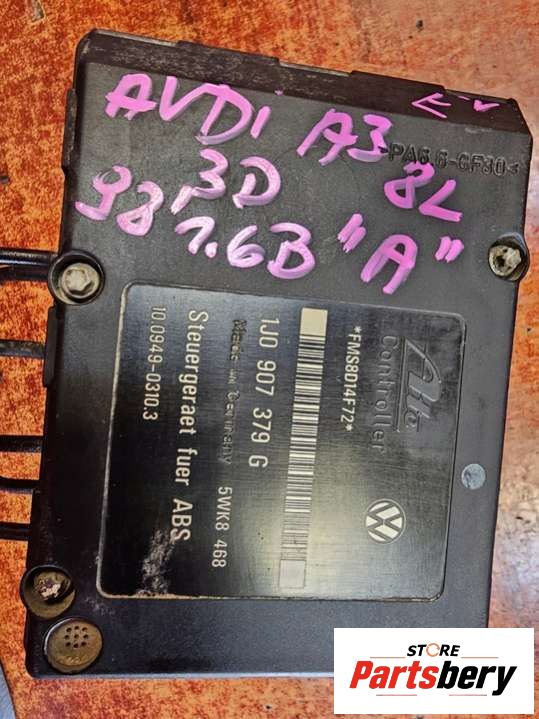 AVDi A3
3D 8L
98 1.6B "A"
>PA6.6-GF30<
Ate
Controller
*FMS8D14F72*
1J0 907 379 G
Made in Germany 5WK8 468
Steuergeraet fuer ABS
10.0949-0310.3
STORE
Partsbery